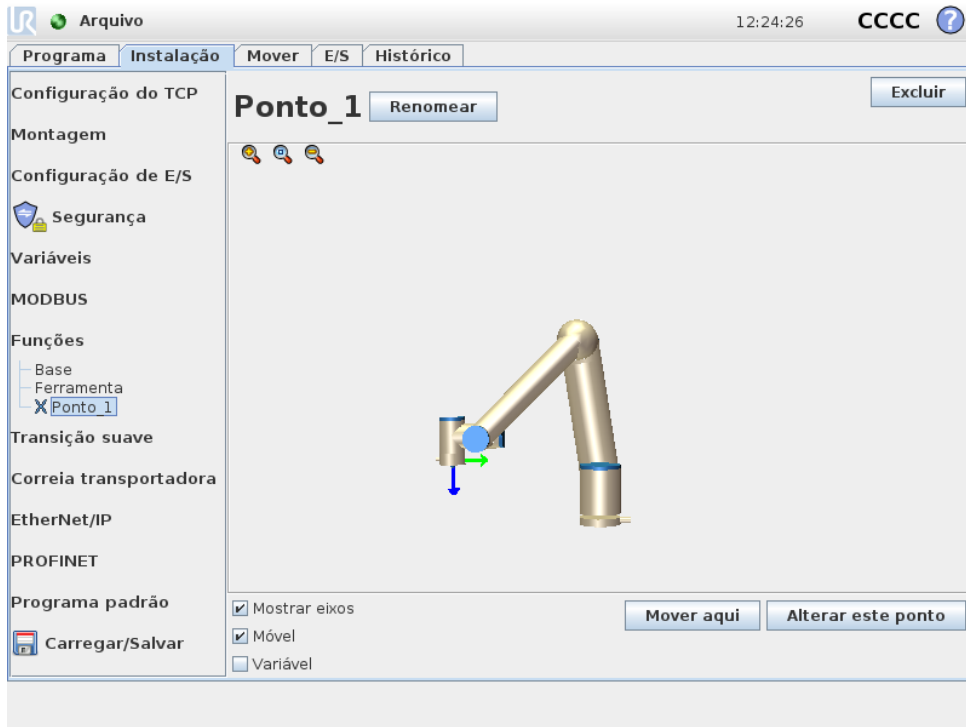 UR Arquivo 12:24:26 CCCC ?
Programa Instalação Mover E/S Histórico
Configuração do TCP
Montagem
Configuração de E/S
Segurança
Variáveis
MODBUS
Funções
Base
Ferramenta
Ponto_1
Transição suave
Correia transportadora
EtherNet/IP
PROFINET
Programa padrão
Carregar/Salvar
Ponto_1 Renomear Excluir
Mostrar eixos
Móvel
Variável
Mover aqui Alterar este ponto